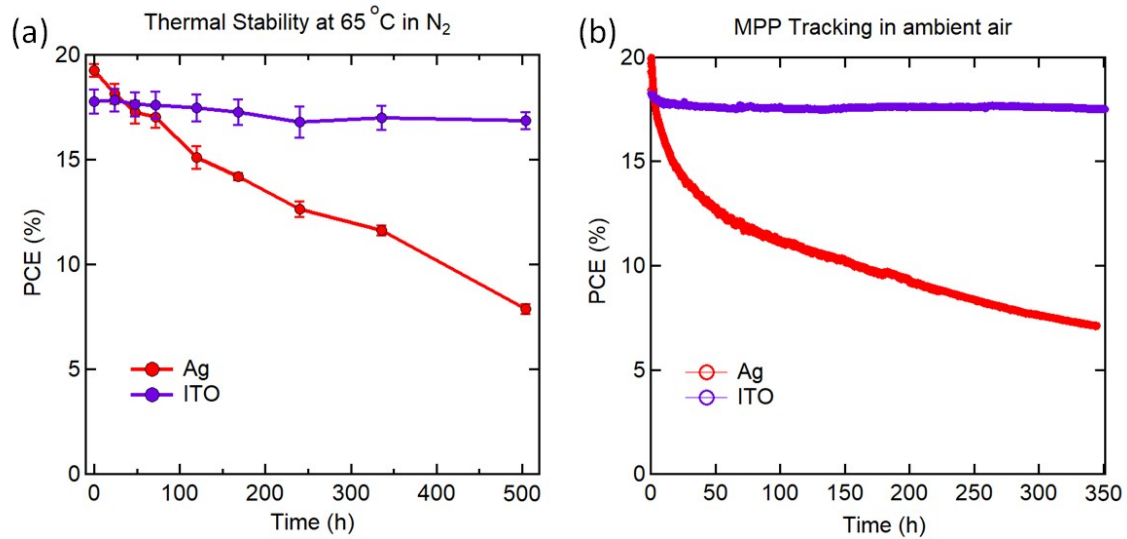 (a)
Thermal Stability at 65 °C in N₂
PCE (%)
20
15
10
5
0
Ag
ITO
0 100 200 300 400 500
Time (h)
(b)
MPP Tracking in ambient air
PCE (%)
20
15
10
5
0
Ag
ITO
0 50 100 150 200 250 300 350
Time (h)